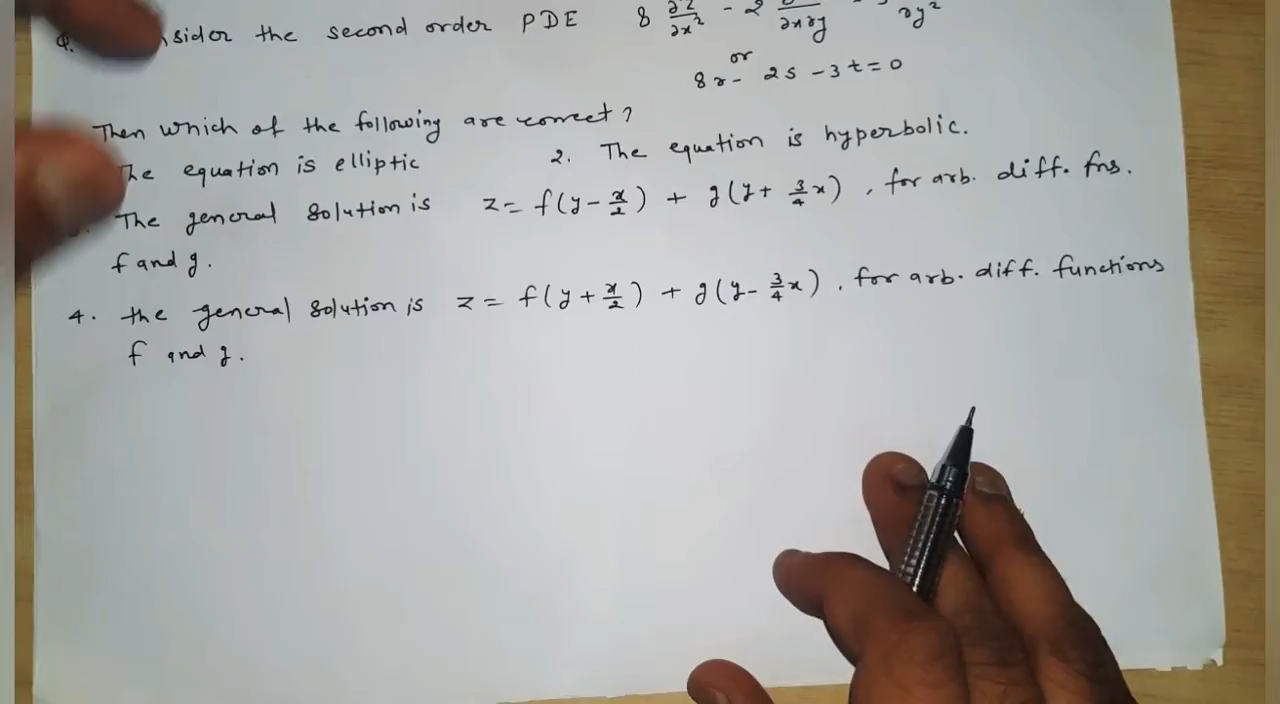 Q. sider the second order PDE 8 ∂²z/∂x² - 2 ∂x∂y ∂y²
or
8r - 2s - 3t = 0
Then which of the following are correct?
The equation is elliptic 2. The equation is hyperbolic.
The general solution is z = f(y - x/2) + g(y + 3/4 x), for arb. diff. fns.
f and g.
4. the general solution is z = f(y + x/2) + g(y - 3/4 x), for arb. diff. functions
f and g.